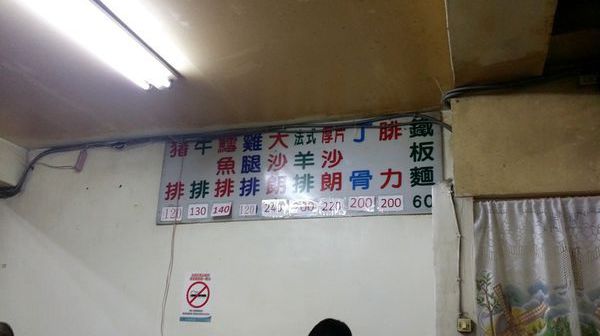 豬排 120
牛排 130
鱈魚排 140
雞腿排 120
大沙朗 240
法式羊排
厚片沙朗 220
丁骨 200
腓力 200
鐵板麵 60